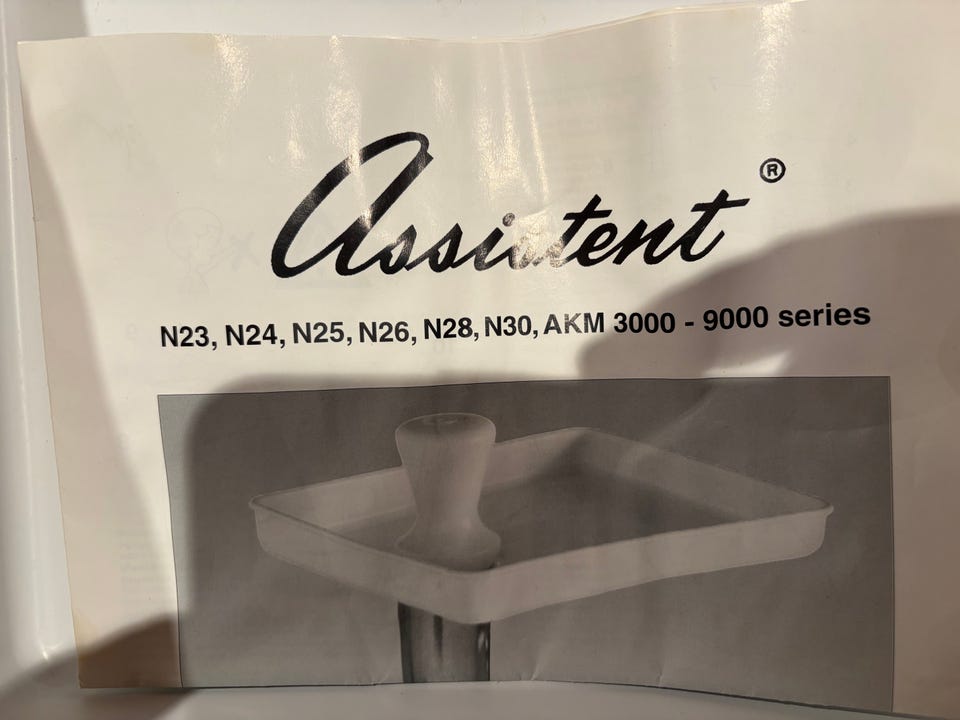 Assistent ®
N23, N24, N25, N26, N28, N30, AKM 3000 - 9000 series